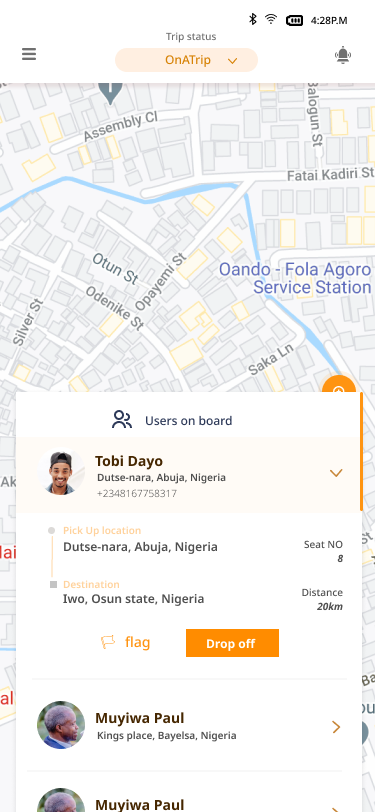 4:28P.M
Trip status
OnATrip
Assembly Cl
Balogun St
Fatai Kadiri St
Otun St
Opayemi St
Odenike St
Oando - Fola Agoro
Service Station
Silver St
Saka Ln
Users on board
Tobi Dayo
Dutse-nara, Abuja, Nigeria
+2348167758317
Pick Up location
Dutse-nara, Abuja, Nigeria
Seat NO
8
Destination
Iwo, Osun state, Nigeria
Distance
20km
flag
Drop off
Muyiwa Paul
Kings place, Bayelsa, Nigeria
Muyiwa Paul